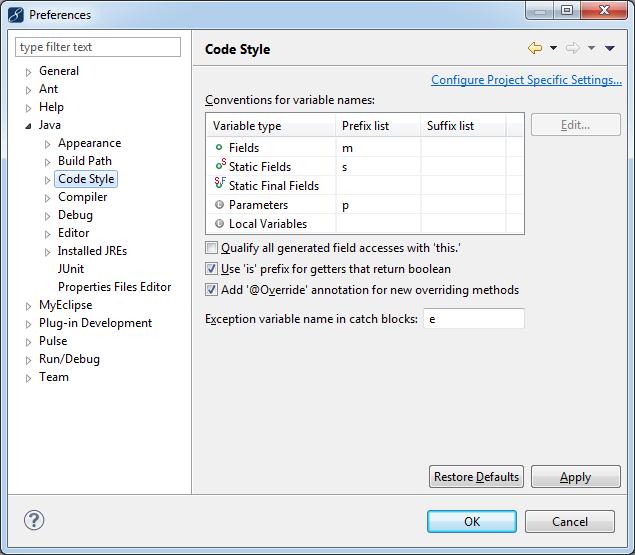 Preferences
type filter text
General
Ant
Help
Java
Appearance
Build Path
Code Style
Compiler
Debug
Editor
Installed JREs
JUnit
Properties Files Editor
MyEclipse
Plug-in Development
Pulse
Run/Debug
Team
Code Style
Configure Project Specific Settings...
Conventions for variable names:
Variable type Prefix list Suffix list
Fields m
S Static Fields s
S F Static Final Fields
Parameters p
Local Variables
Edit...
Qualify all generated field accesses with 'this.'
Use 'is' prefix for getters that return boolean
Add '@Override' annotation for new overriding methods
Exception variable name in catch blocks: e
Restore Defaults Apply
? OK Cancel